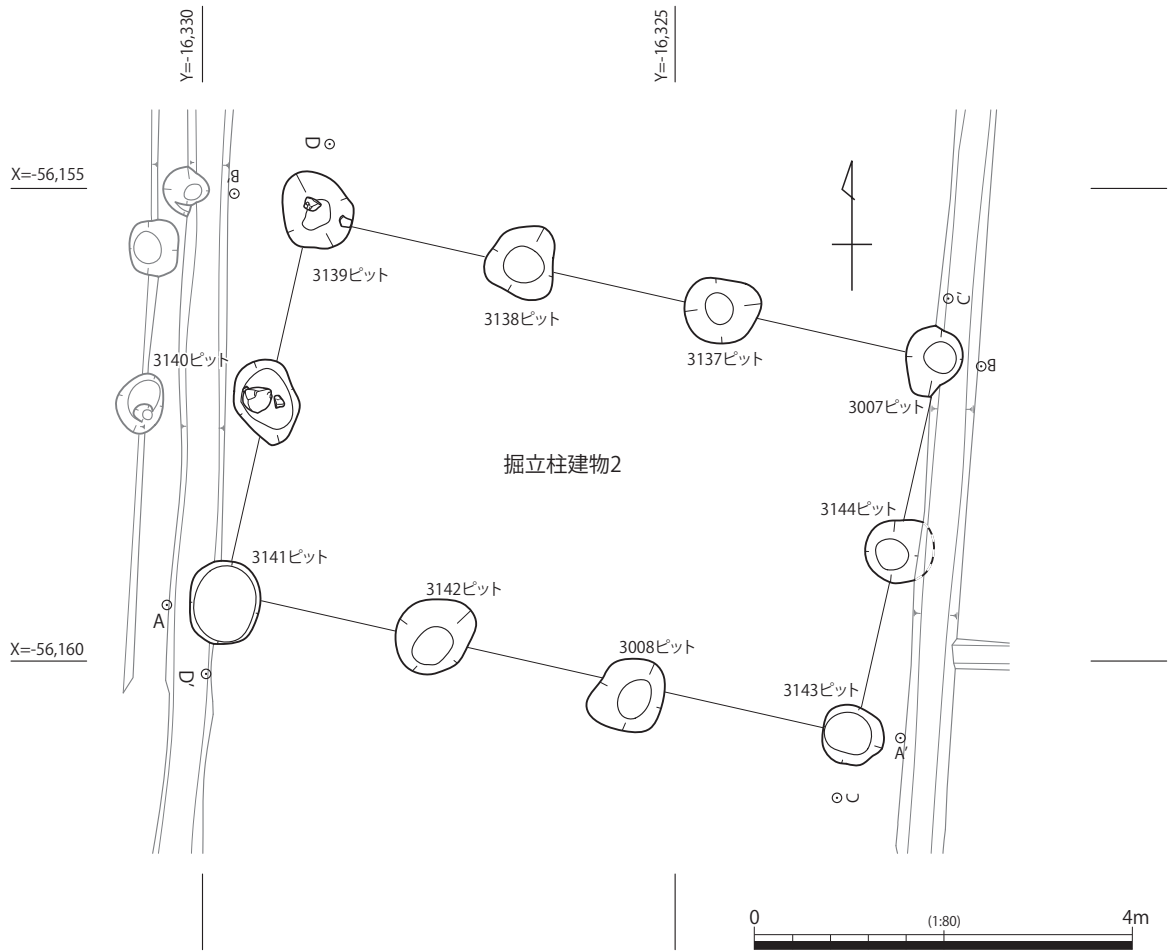 Y=-16,330
Y=-16,325
X=-56,155
D
B'
3139ピット
3138ピット
C'
3140ピット
3137ピット
B
3007ピット
掘立柱建物2
3144ピット
3141ピット
3142ピット
A
X=-56,160
3008ピット
D'
3143ピット
A'
C
0
(1:80)
4m